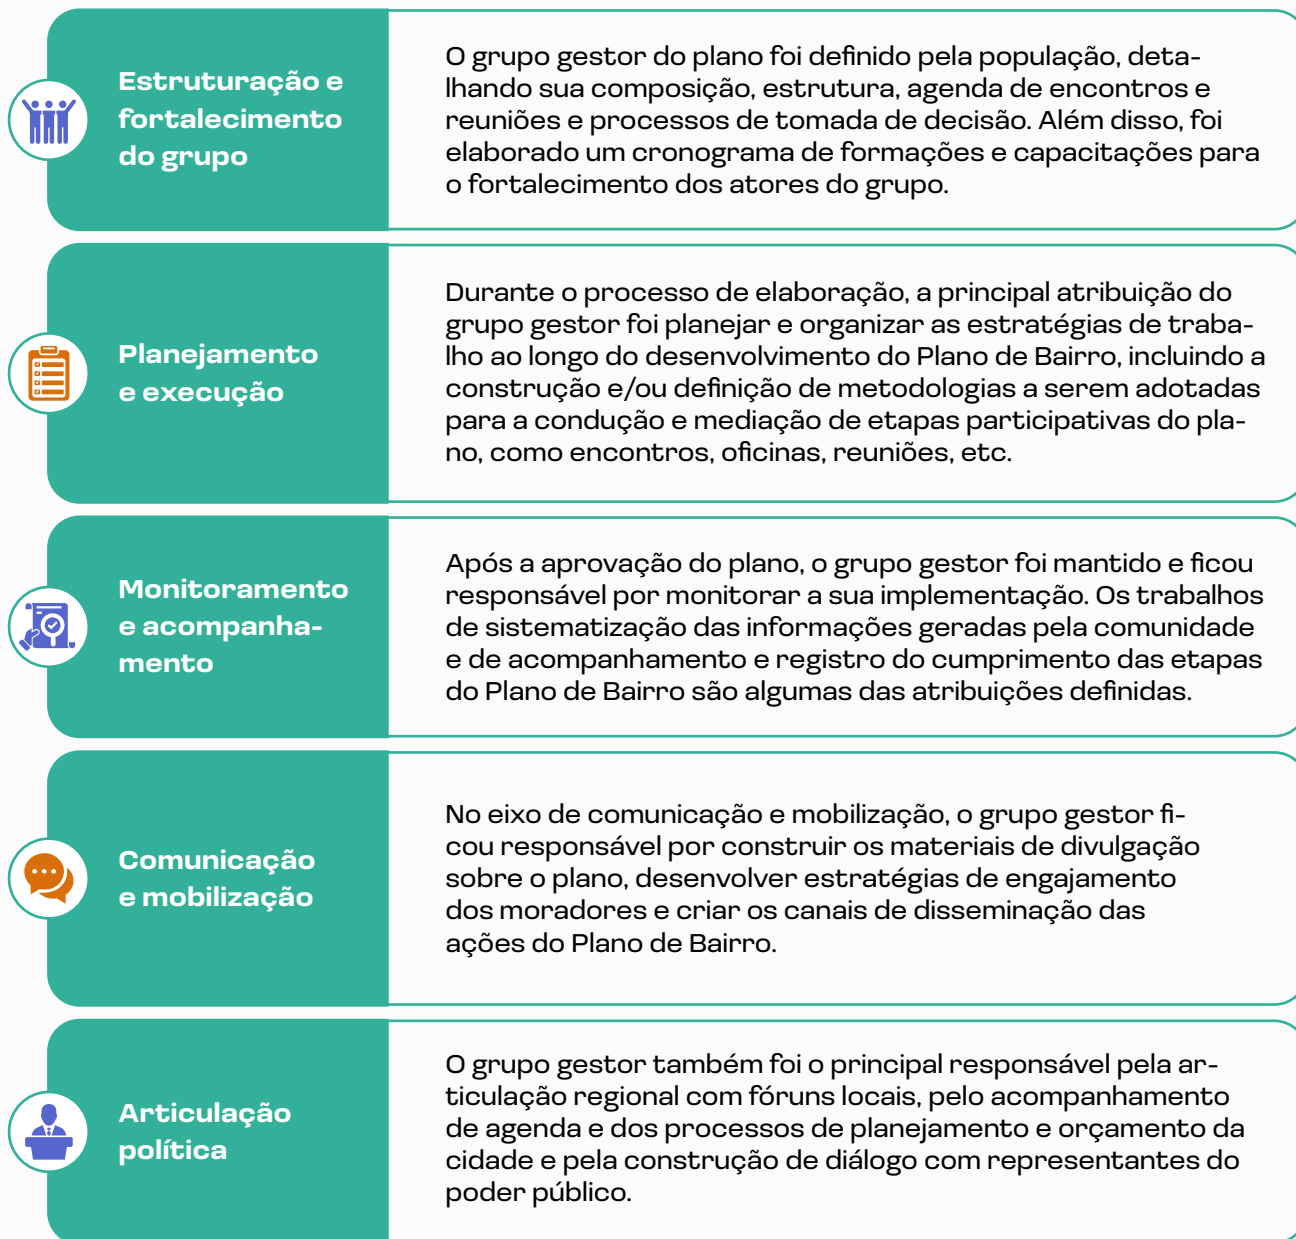 Estruturação e
fortalecimento
do grupo
O grupo gestor do plano foi definido pela população, deta-
lhando sua composição, estrutura, agenda de encontros e
reuniões e processos de tomada de decisão. Além disso, foi
elaborado um cronograma de formações e capacitações para
o fortalecimento dos atores do grupo.
Planejamento
e execução
Durante o processo de elaboração, a principal atribuição do
grupo gestor foi planejar e organizar as estratégias de traba-
lho ao longo do desenvolvimento do Plano de Bairro, incluindo a
construção e/ou definição de metodologias a serem adotadas
para a condução e mediação de etapas participativas do pla-
no, como encontros, oficinas, reuniões, etc.
Monitoramento
e acompanha-
mento
Após a aprovação do plano, o grupo gestor foi mantido e ficou
responsável por monitorar a sua implementação. Os trabalhos
de sistematização das informações geradas pela comunidade
e de acompanhamento e registro do cumprimento das etapas
do Plano de Bairro são algumas das atribuições definidas.
Comunicação
e mobilização
No eixo de comunicação e mobilização, o grupo gestor fi-
cou responsável por construir os materiais de divulgação
sobre o plano, desenvolver estratégias de engajamento
dos moradores e criar os canais de disseminação das
ações do Plano de Bairro.
Articulação
política
O grupo gestor também foi o principal responsável pela ar-
ticulação regional com fóruns locais, pelo acompanhamento
de agenda e dos processos de planejamento e orçamento da
cidade e pela construção de diálogo com representantes do
poder público.